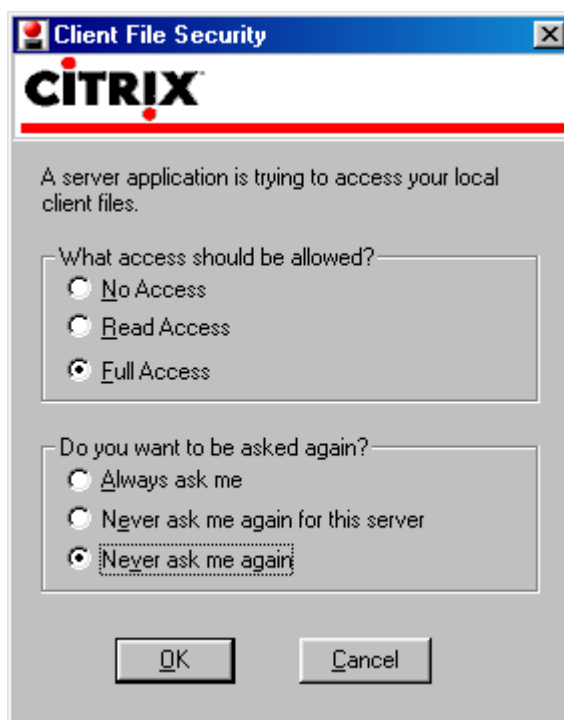 Client File Security
CiTRIX
A server application is trying to access your local
client files.
What access should be allowed?
No Access
Read Access
Full Access
Do you want to be asked again?
Always ask me
Never ask me again for this server
Never ask me again
OK
Cancel